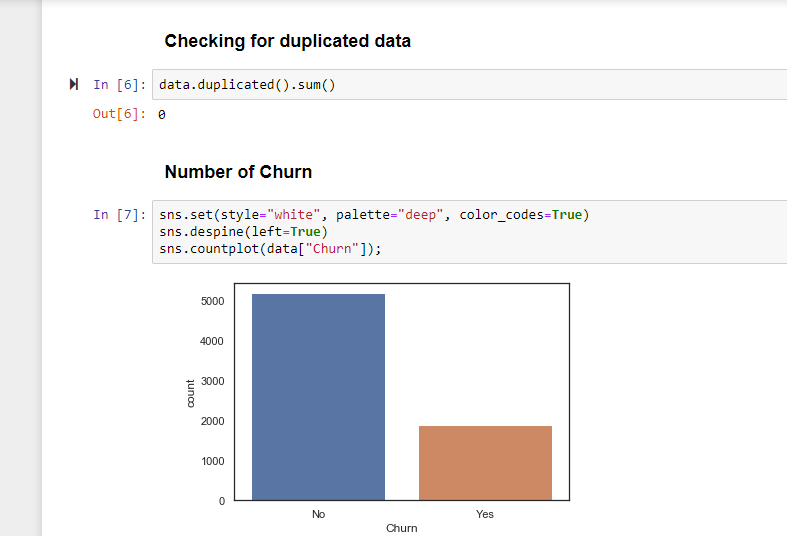 Checking for duplicated data
In [6]: data.duplicated().sum()
Out[6]: 0
Number of Churn
In [7]: sns.set(style="white", palette="deep", color_codes=True)
sns.despine(left=True)
sns.countplot(data["Churn"]);
5000
4000
3000
2000
1000
0
count
No Yes
Churn